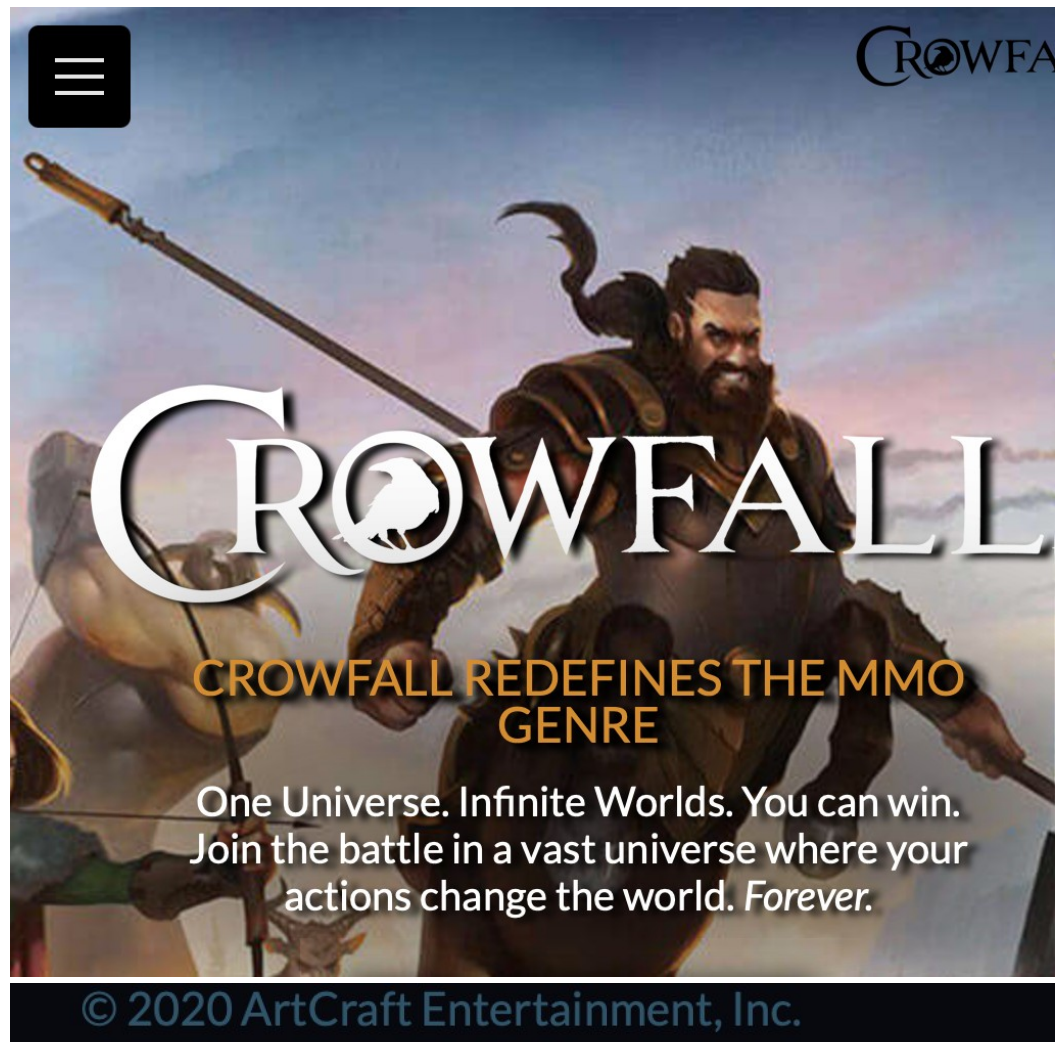 CROWFA
CROWFALL
CROWFALL REDEFINES THE MMO
GENRE
One Universe. Infinite Worlds. You can win.
Join the battle in a vast universe where your
actions change the world. Forever.
© 2020 ArtCraft Entertainment, Inc.